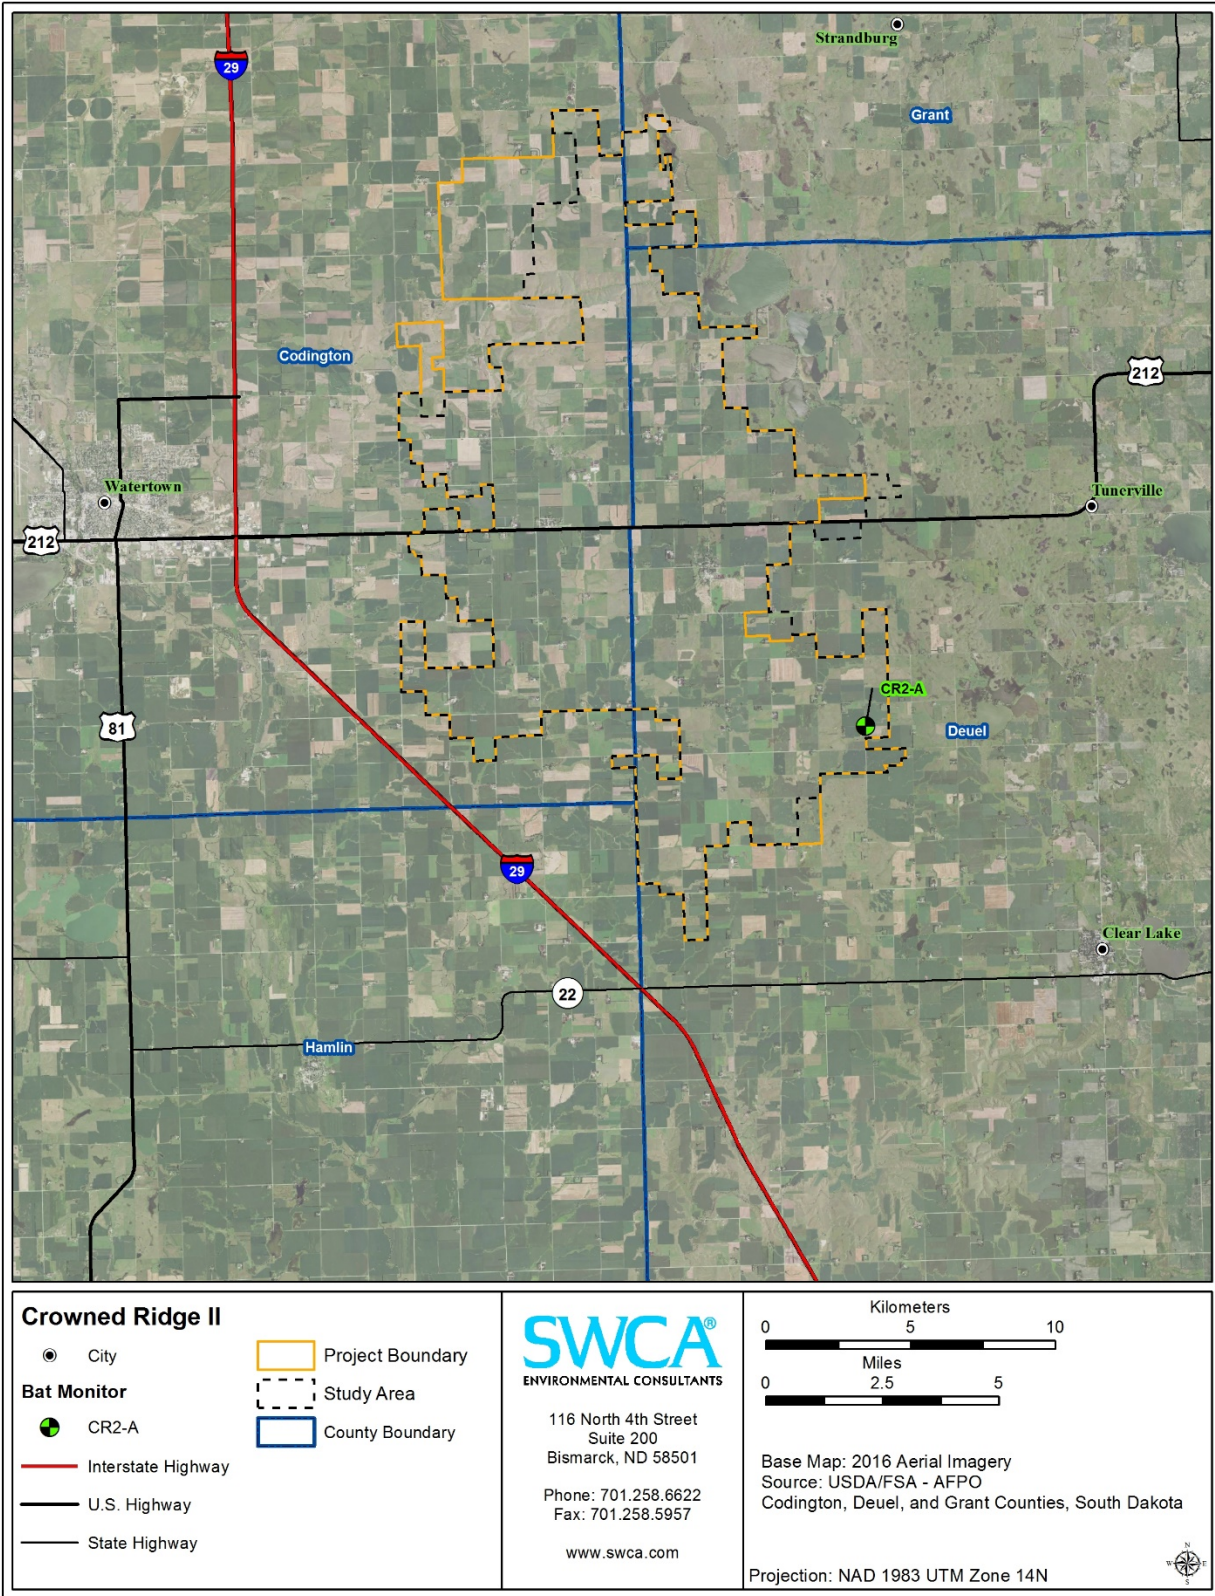 Strandburg
29
Grant
Codington
212
Watertown
Tunerville
212
CR2-A
81
Deuel
29
Clear Lake
22
Hamlin
Crowned Ridge II
City
Bat Monitor
CR2-A
Interstate Highway
U.S. Highway
State Highway
Project Boundary
Study Area
County Boundary
SWCA®
ENVIRONMENTAL CONSULTANTS
116 North 4th Street
Suite 200
Bismarck, ND 58501
Phone: 701.258.6622
Fax: 701.258.5957
www.swca.com
Kilometers
0 5 10
Miles
0 2.5 5
Base Map: 2016 Aerial Imagery
Source: USDA/FSA - AFPO
Codington, Deuel, and Grant Counties, South Dakota
N
W E
S
Projection: NAD 1983 UTM Zone 14N